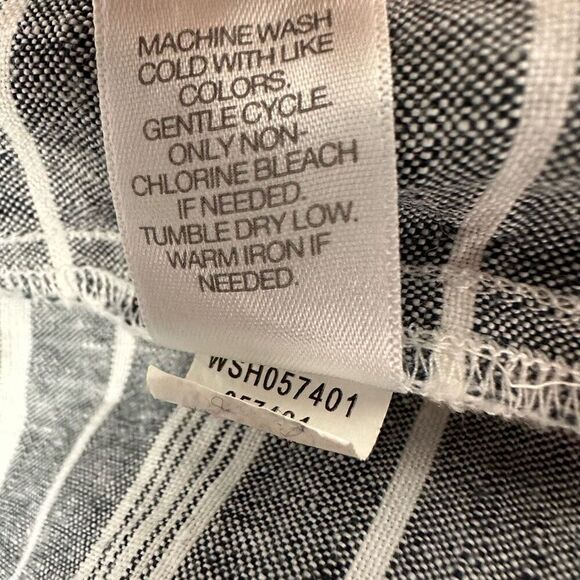 MACHINE WASH
COLD WITH LIKE
COLORS.
GENTLE CYCLE.
ONLY NON-
CHLORINE BLEACH
IF NEEDED.
TUMBLE DRY LOW.
WARM IRON IF
NEEDED.
WSH057401